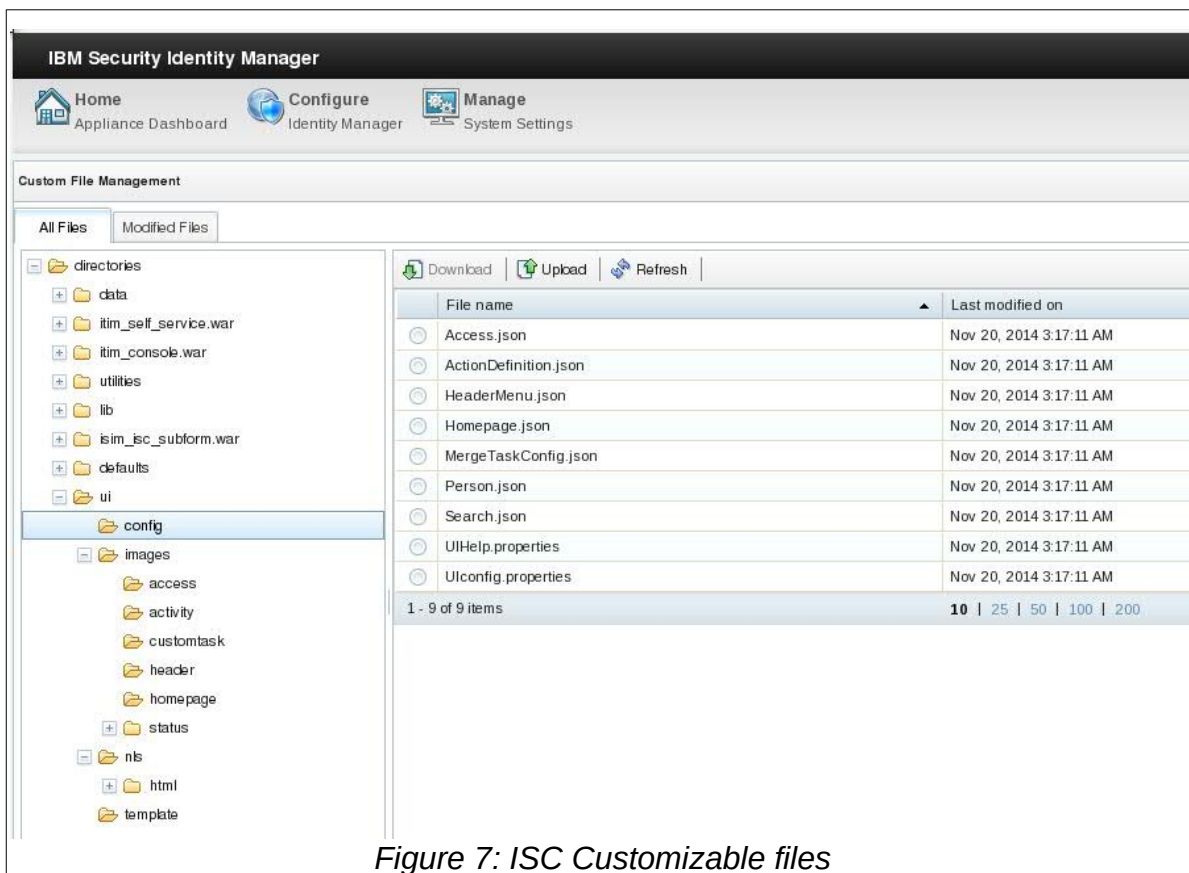 IBM Security Identity Manager
Home
Appliance Dashboard
Configure
Identity Manager
Manage
System Settings
Custom File Management
All Files
Modified Files
directories
data
itim_self_service.war
itim_console.war
utilities
lib
isim_isc_subform.war
defaults
ui
config
images
access
activity
customtask
header
homepage
status
nls
html
template
Download
Upload
Refresh
File name
Last modified on
Access.json
Nov 20, 2014 3:17:11 AM
ActionDefinition.json
Nov 20, 2014 3:17:11 AM
HeaderMenu.json
Nov 20, 2014 3:17:11 AM
Homepage.json
Nov 20, 2014 3:17:11 AM
MergeTaskConfig.json
Nov 20, 2014 3:17:11 AM
Person.json
Nov 20, 2014 3:17:11 AM
Search.json
Nov 20, 2014 3:17:11 AM
UIHelp.properties
Nov 20, 2014 3:17:11 AM
UIconfig.properties
Nov 20, 2014 3:17:11 AM
1 - 9 of 9 items
10 | 25 | 50 | 100 | 200
Figure 7: ISC Customizable files